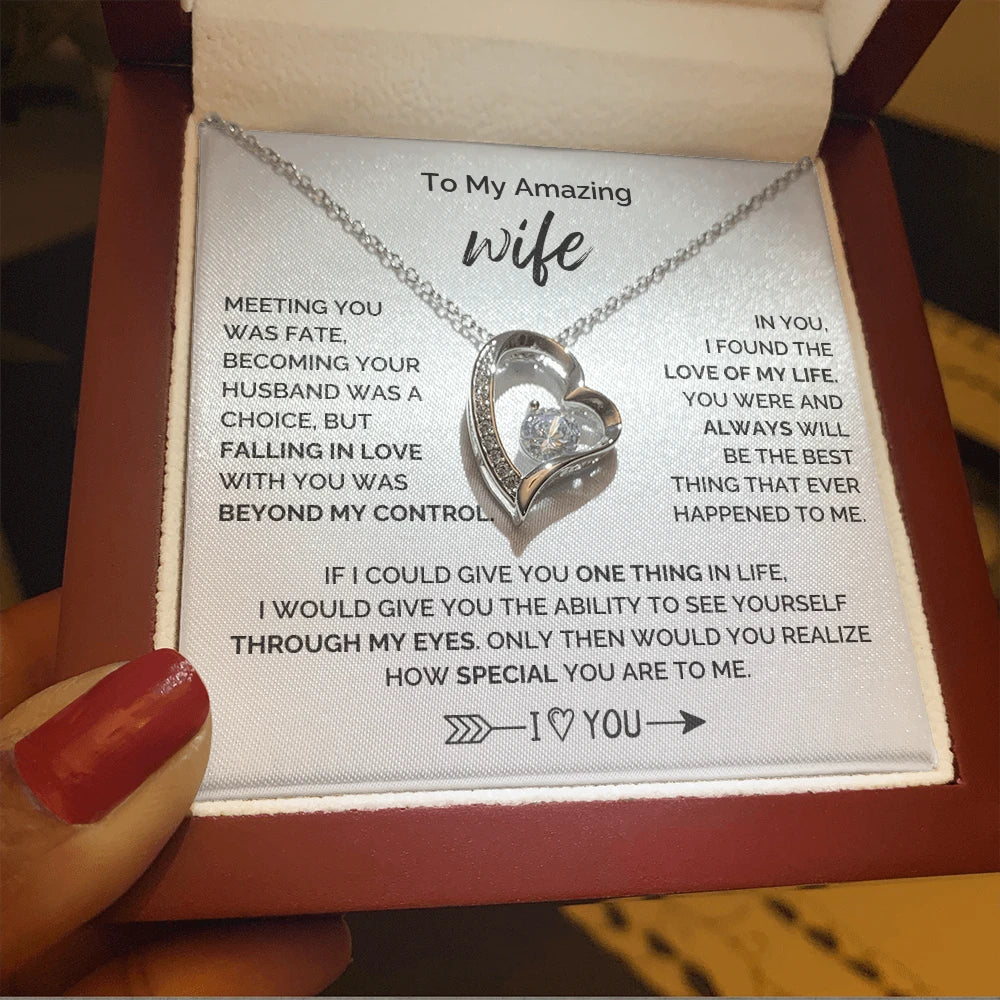 To My Amazing
wife
MEETING YOU
WAS FATE,
BECOMING YOUR
HUSBAND WAS A
CHOICE, BUT
FALLING IN LOVE
WITH YOU WAS
BEYOND MY CONTROL.
IN YOU,
I FOUND THE
LOVE OF MY LIFE.
YOU WERE AND
ALWAYS WILL
BE THE BEST
THING THAT EVER
HAPPENED TO ME.
IF I COULD GIVE YOU ONE THING IN LIFE,
I WOULD GIVE YOU THE ABILITY TO SEE YOURSELF
THROUGH MY EYES. ONLY THEN WOULD YOU REALIZE
HOW SPECIAL YOU ARE TO ME.
I ♡ YOU